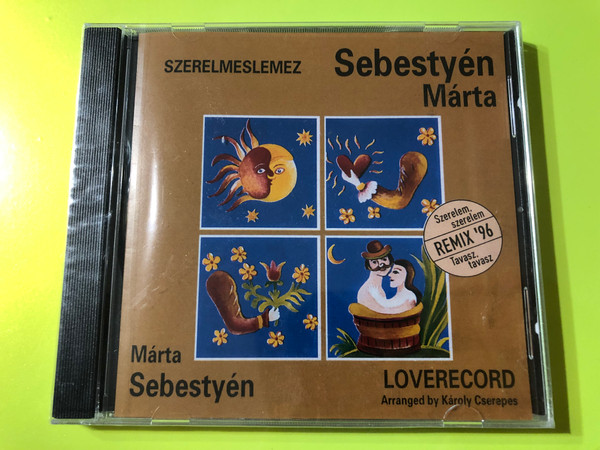 SZERELMESLEMEZ
Sebestyén
Márta
Szerelem,
szerelem
REMIX '96
Tavasz,
tavasz
Márta
Sebestyén
LOVERECORD
Arranged by Károly Cserepes